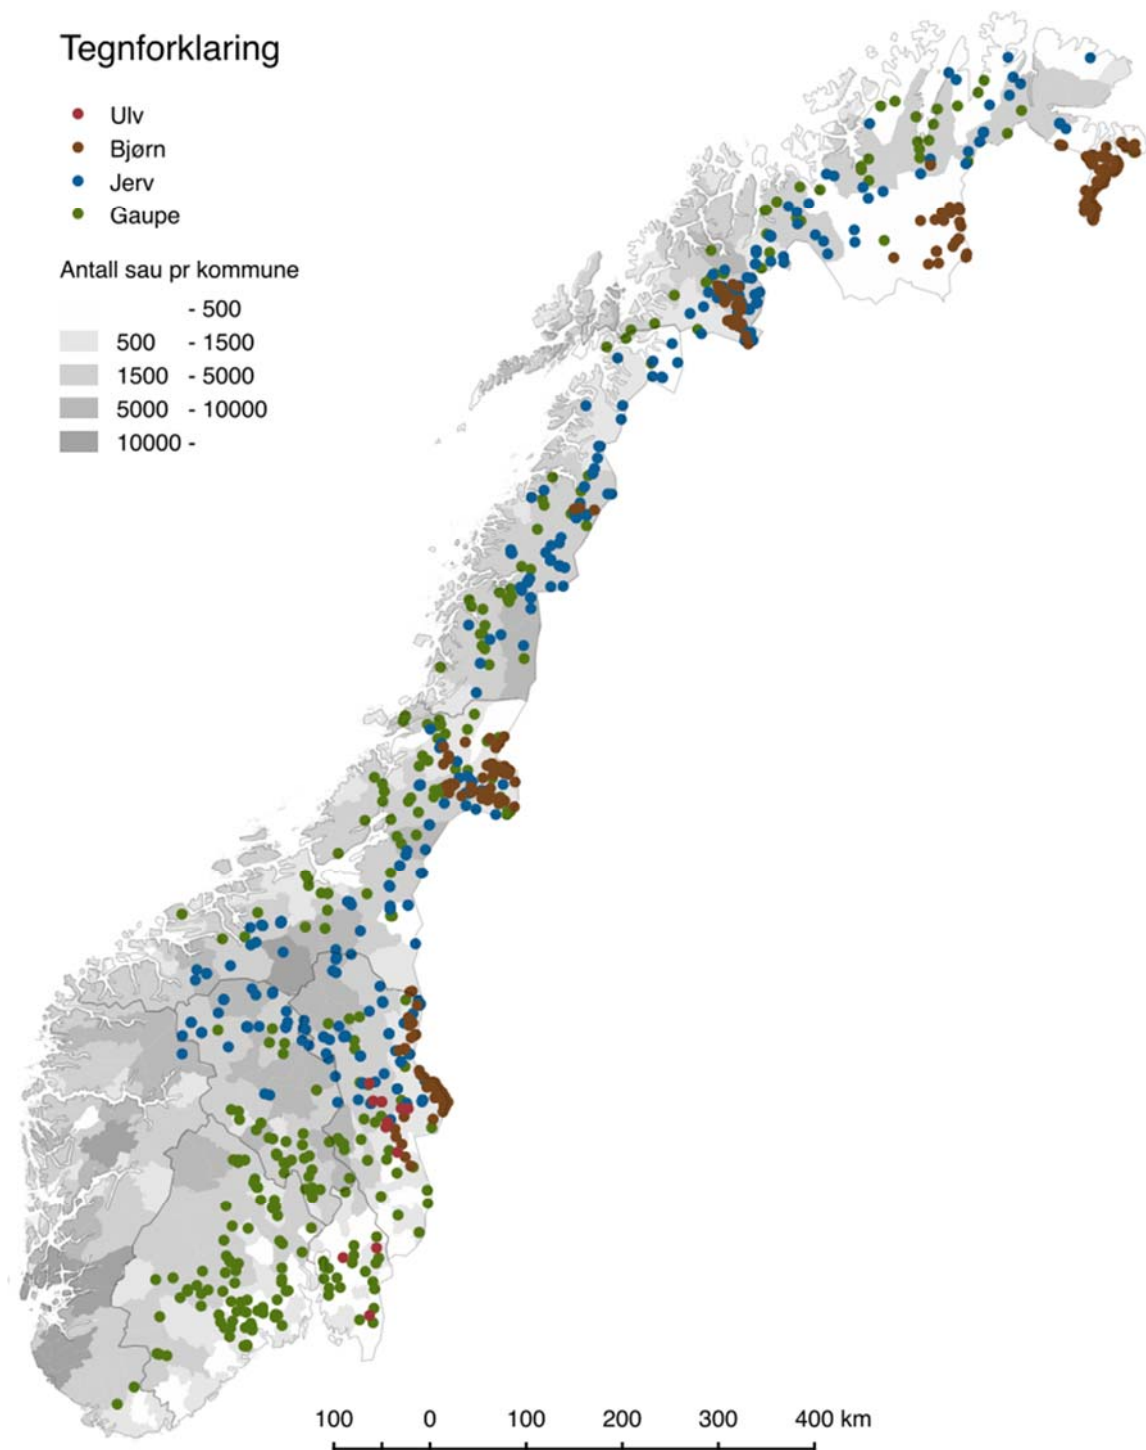 Tegnforklaring
Ulv
Bjørn
Jerv
Gaupe
Antall sau pr kommune
- 500
500 - 1500
1500 - 5000
5000 - 10000
10000 -
100 0 100 200 300 400 km